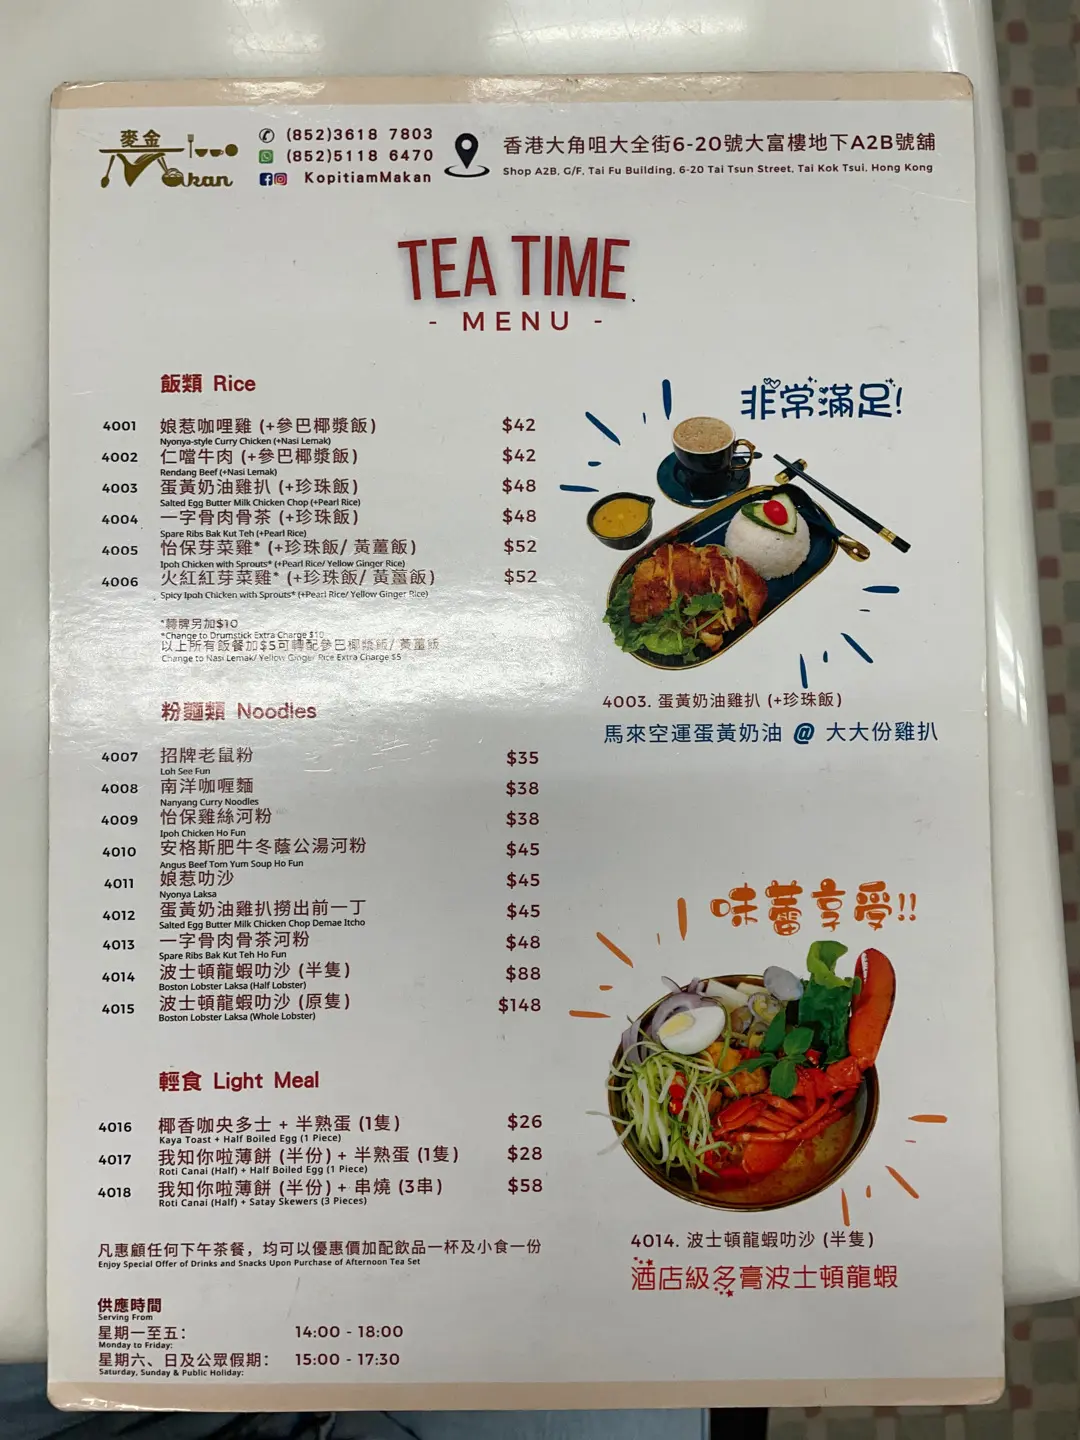 麥金
Makan
(852)3618 7803
(852)5118 6470
KopitiamMakan
香港大角咀大全街6-20號大富樓地下A2B號舖
Shop A2B, G/F, Tai Fu Building, 6-20 Tai Tsun Street, Tai Kok Tsui, Hong Kong
TEA TIME
- MENU -
飯類 Rice
4001 娘惹咖哩雞 (+參巴椰漿飯) $42
Nyonya-style Curry Chicken (+Nasi Lemak)
4002 仁噹牛肉 (+參巴椰漿飯) $42
Rendang Beef (+Nasi Lemak)
4003 蛋黃奶油雞扒 (+珍珠飯) $48
Salted Egg Butter Milk Chicken Chop (+Pearl Rice)
4004 一字骨肉骨茶 (+珍珠飯) $48
Spare Ribs Bak Kut Teh (+Pearl Rice)
4005 怡保芽菜雞* (+珍珠飯/ 黃薑飯) $52
Ipoh Chicken with Sprouts* (+Pearl Rice/ Yellow Ginger Rice)
4006 火紅紅芽菜雞* (+珍珠飯/ 黃薑飯) $52
Spicy Ipoh Chicken with Sprouts* (+Pearl Rice/ Yellow Ginger Rice)
*轉脾另加$10
*Change to Drumstick Extra Charge $10
以上所有飯餐加$5可轉配參巴椰漿飯/ 黃薑飯
Change to Nasi Lemak/ Yellow Ginger Rice Extra Charge $5
非常滿足!
4003. 蛋黃奶油雞扒 (+珍珠飯)
馬來空運蛋黃奶油 @ 大大份雞扒
粉麵類 Noodles
4007 招牌老鼠粉 $35
Loh See Fun
4008 南洋咖喱麵 $38
Nanyang Curry Noodles
4009 怡保雞絲河粉 $38
Ipoh Chicken Ho Fun
4010 安格斯肥牛冬蔭公湯河粉 $45
Angus Beef Tom Yum Soup Ho Fun
4011 娘惹叻沙 $45
Nyonya Laksa
4012 蛋黃奶油雞扒撈出前一丁 $45
Salted Egg Butter Milk Chicken Chop Demae Itcho
4013 一字骨肉骨茶河粉 $48
Spare Ribs Bak Kut Teh Ho Fun
4014 波士頓龍蝦叻沙 (半隻) $88
Boston Lobster Laksa (Half Lobster)
4015 波士頓龍蝦叻沙 (原隻) $148
Boston Lobster Laksa (Whole Lobster)
味蕾享受!!
4014. 波士頓龍蝦叻沙 (半隻)
酒店級多膏波士頓龍蝦
輕食 Light Meal
4016 椰香咖央多士 + 半熟蛋 (1隻) $26
Kaya Toast + Half Boiled Egg (1 Piece)
4017 我知你啦薄餅 (半份) + 半熟蛋 (1隻) $28
Roti Canai (Half) + Half Boiled Egg (1 Piece)
4018 我知你啦薄餅 (半份) + 串燒 (3串) $58
Roti Canai (Half) + Satay Skewers (3 Pieces)
凡惠顧任何下午茶餐，均可以優惠價加配飲品一杯及小食一份
Enjoy Special Offer of Drinks and Snacks Upon Purchase of Afternoon Tea Set
供應時間
Serving From
星期一至五： 14:00 - 18:00
Monday to Friday:
星期六、日及公眾假期： 15:00 - 17:30
Saturday, Sunday & Public Holiday: